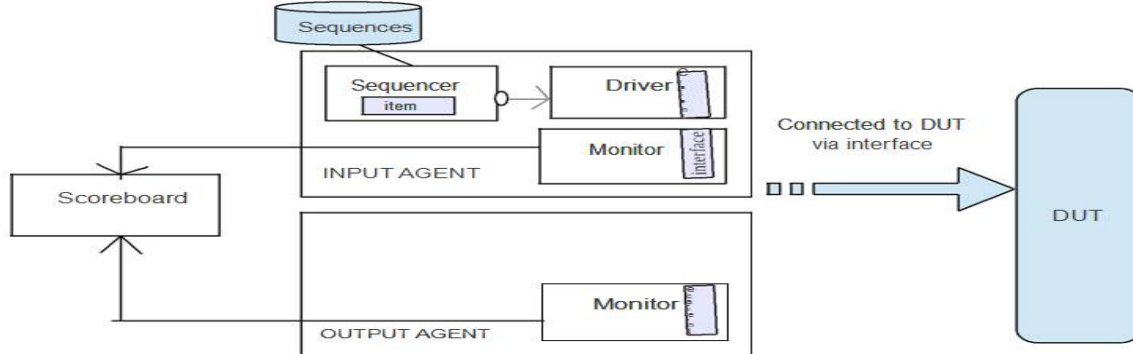 Sequences
Sequencer
item
Driver
Monitor
interface
INPUT AGENT
Connected to DUT
via interface
Scoreboard
DUT
Monitor
OUTPUT AGENT